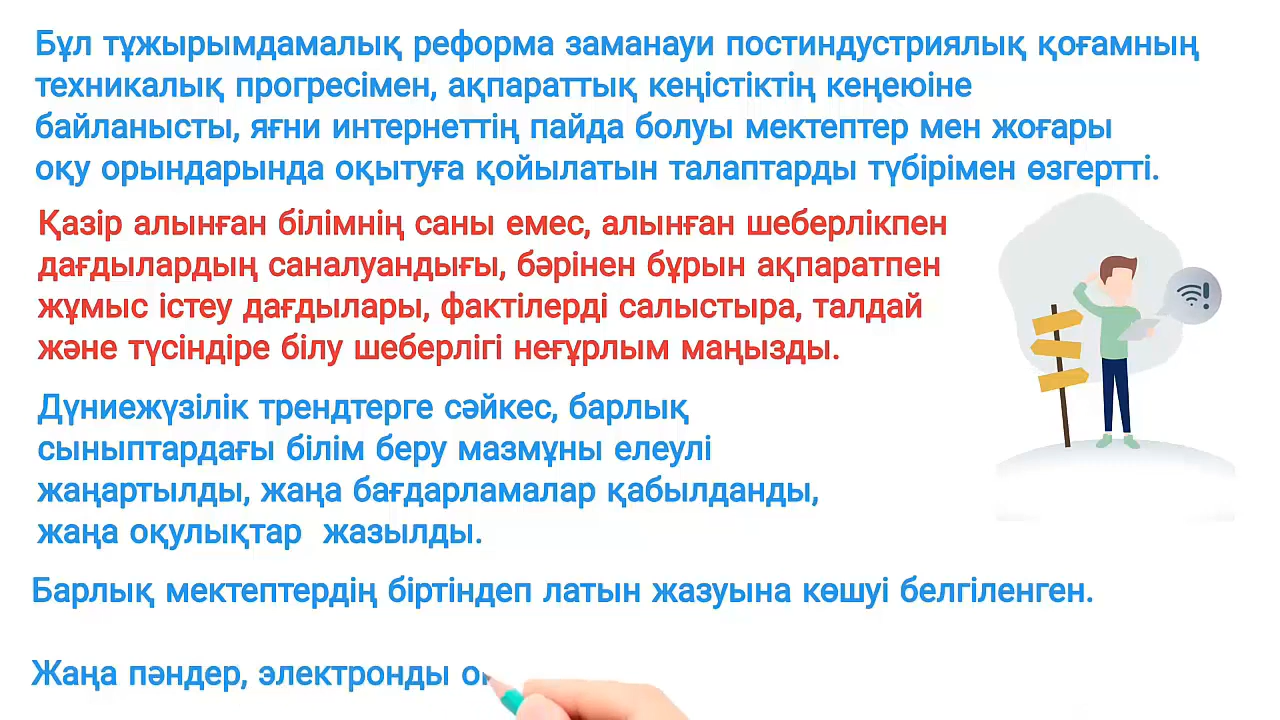 Бұл тұжырымдамалық реформа заманауи постиндустриялық қоғамның
техникалық прогресімен, ақпараттық кеңістіктің кеңеюіне
байланысты, яғни интернеттің пайда болуы мектептер мен жоғары
оқу орындарында оқытуға қойылатын талаптарды түбірімен өзгертті.
Қазір алынған білімнің саны емес, алынған шеберлікпен
дағдылардың саналуандығы, бәрінен бұрын ақпаратпен
жұмыс істеу дағдылары, фактілерді салыстыра, талдай
және түсіндіре білу шеберлігі неғұрлым маңызды.
Дүниежүзілік трендтерге сәйкес, барлық
сыныптардағы білім беру мазмұны елеулі
жаңартылды, жаңа бағдарламалар қабылданды,
жаңа оқулықтар жазылды.
Барлық мектептердің біртіндеп латын жазуына көшуі белгіленген.
Жаңа пәндер, электронды